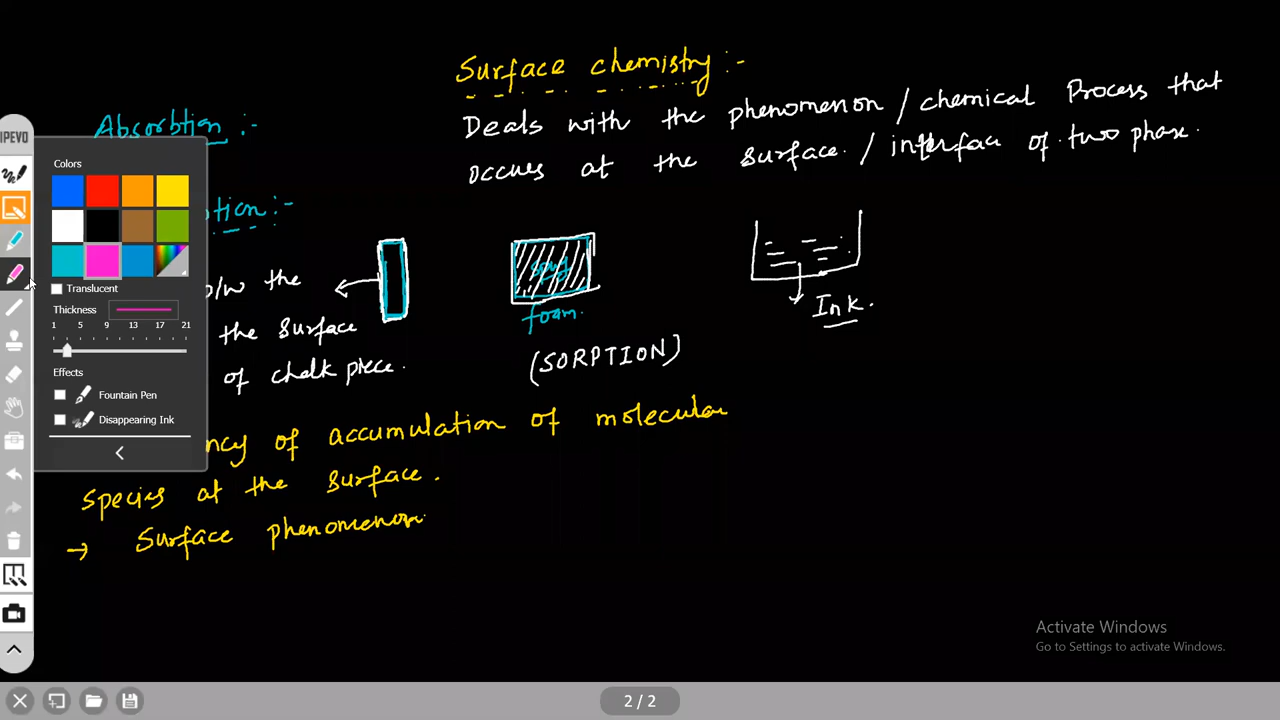 Surface chemistry :-
Deals with the phenomenon / chemical Process that
occurs at the surface. / interface of two phase.
Absorbtion :-
IPEVO
Colors
tion :-
b/w the
the surface
of chalk piece.
foam.
(SORPTION)
Ink.
Translucent
Thickness
1 5 9 13 17 21
Effects
Fountain Pen
Disappearing Ink
ncy of accumulation of molecular
species at the surface.
→ Surface phenomenon
Activate Windows
Go to Settings to activate Windows.
2 / 2